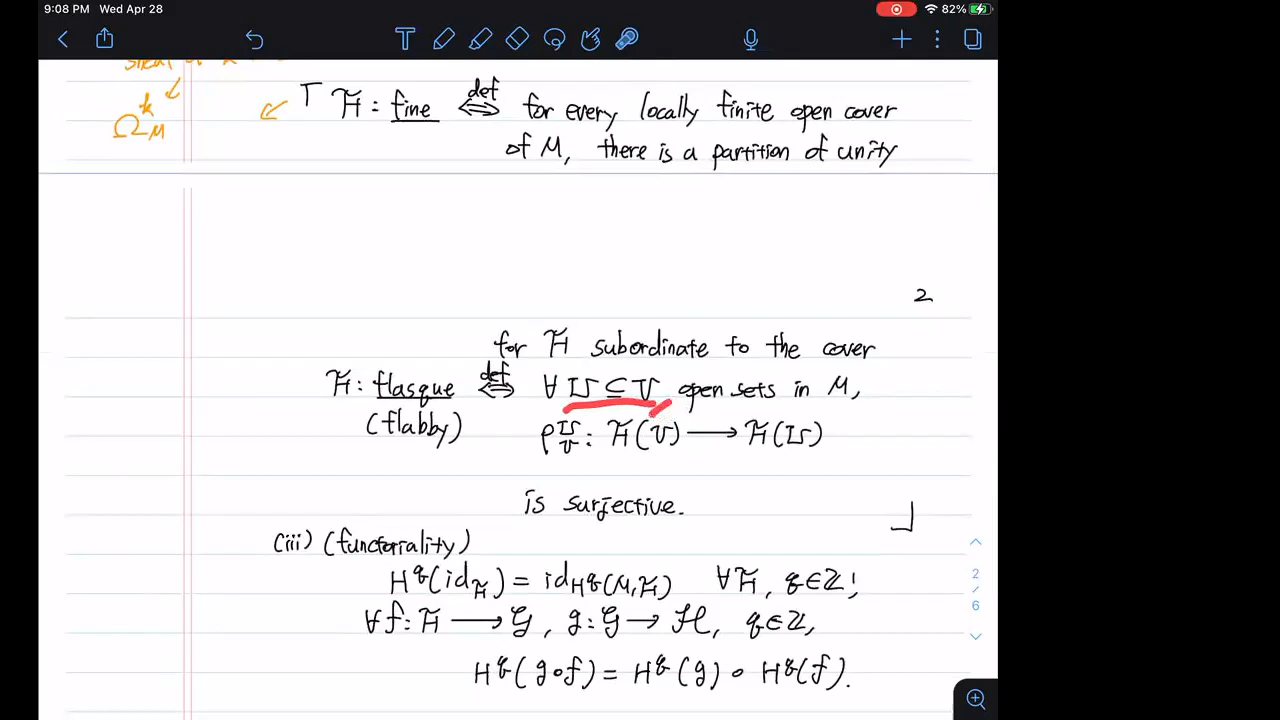 9:08 PM Wed Apr 28
82%
Ω^k_M
ℱ : fine ⟺ def for every locally finite open cover
of M, there is a partition of unity
2
for ℱ subordinate to the cover
ℱ : flasque ⟺ def ∀ U ⊆ V open sets in M,
(flabby) ρ^U_V : ℱ(V) ⟶ ℱ(U)
is surjective.
(iii) (functoriality)
H^q(id_ℱ) = id_{H^q(M,ℱ)} ∀ℱ, q∈ℤ;
∀f: ℱ ⟶ 𝒢, g: 𝒢 → ℋ, q∈ℤ,
H^q(g∘f) = H^q(g) ∘ H^q(f).
2
/
6